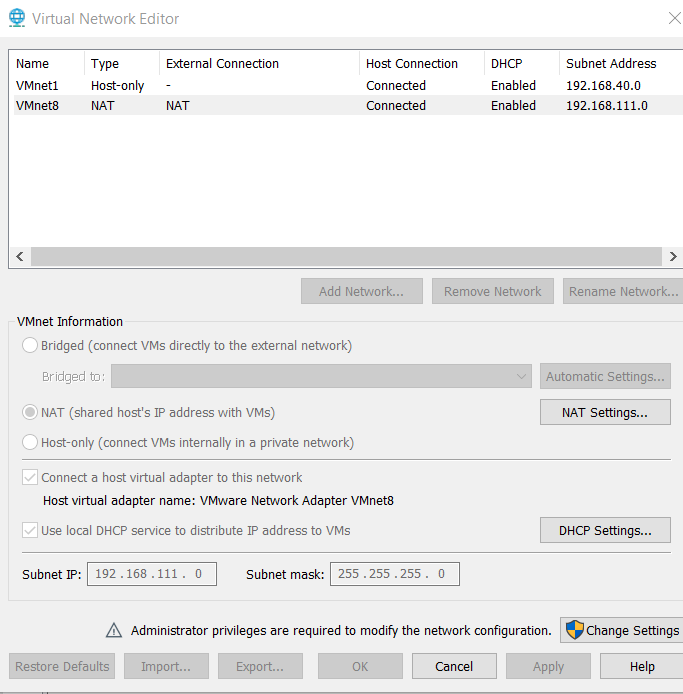 Virtual Network Editor
Name Type External Connection Host Connection DHCP Subnet Address
VMnet1 Host-only - Connected Enabled 192.168.40.0
VMnet8 NAT NAT Connected Enabled 192.168.111.0
Add Network... Remove Network Rename Network...
VMnet Information
Bridged (connect VMs directly to the external network)
Bridged to: Automatic Settings...
NAT (shared host's IP address with VMs) NAT Settings...
Host-only (connect VMs internally in a private network)
Connect a host virtual adapter to this network
Host virtual adapter name: VMware Network Adapter VMnet8
Use local DHCP service to distribute IP address to VMs DHCP Settings...
Subnet IP: 192 . 168 . 111 . 0 Subnet mask: 255 . 255 . 255 . 0
Administrator privileges are required to modify the network configuration. Change Settings
Restore Defaults Import... Export... OK Cancel Apply Help